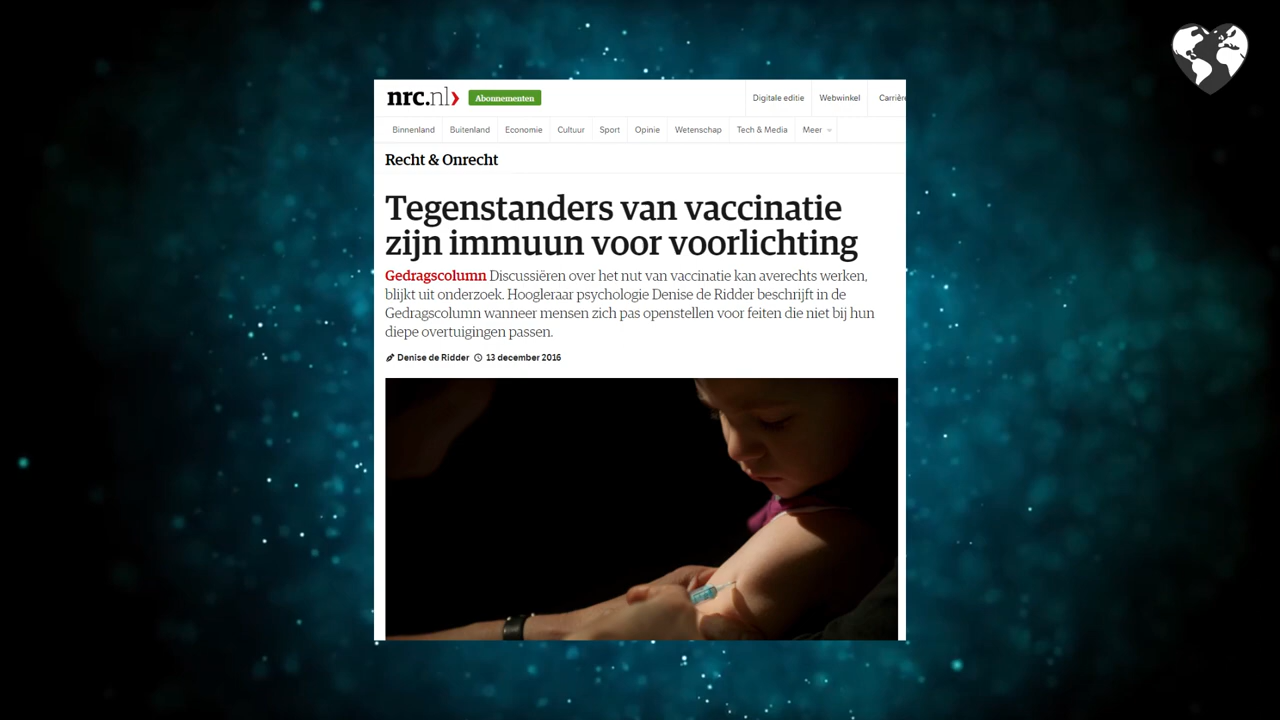 nrc.nl Abonnementen Digitale editie Webwinkel Carrière
Binnenland Buitenland Economie Cultuur Sport Opinie Wetenschap Tech & Media Meer
Recht & Onrecht
Tegenstanders van vaccinatie
zijn immuun voor voorlichting
Gedragscolumn Discussiëren over het nut van vaccinatie kan averechts werken,
blijkt uit onderzoek. Hoogleraar psychologie Denise de Ridder beschrijft in de
Gedragscolumn wanneer mensen zich pas openstellen voor feiten die niet bij hun
diepe overtuigingen passen.
Denise de Ridder 13 december 2016